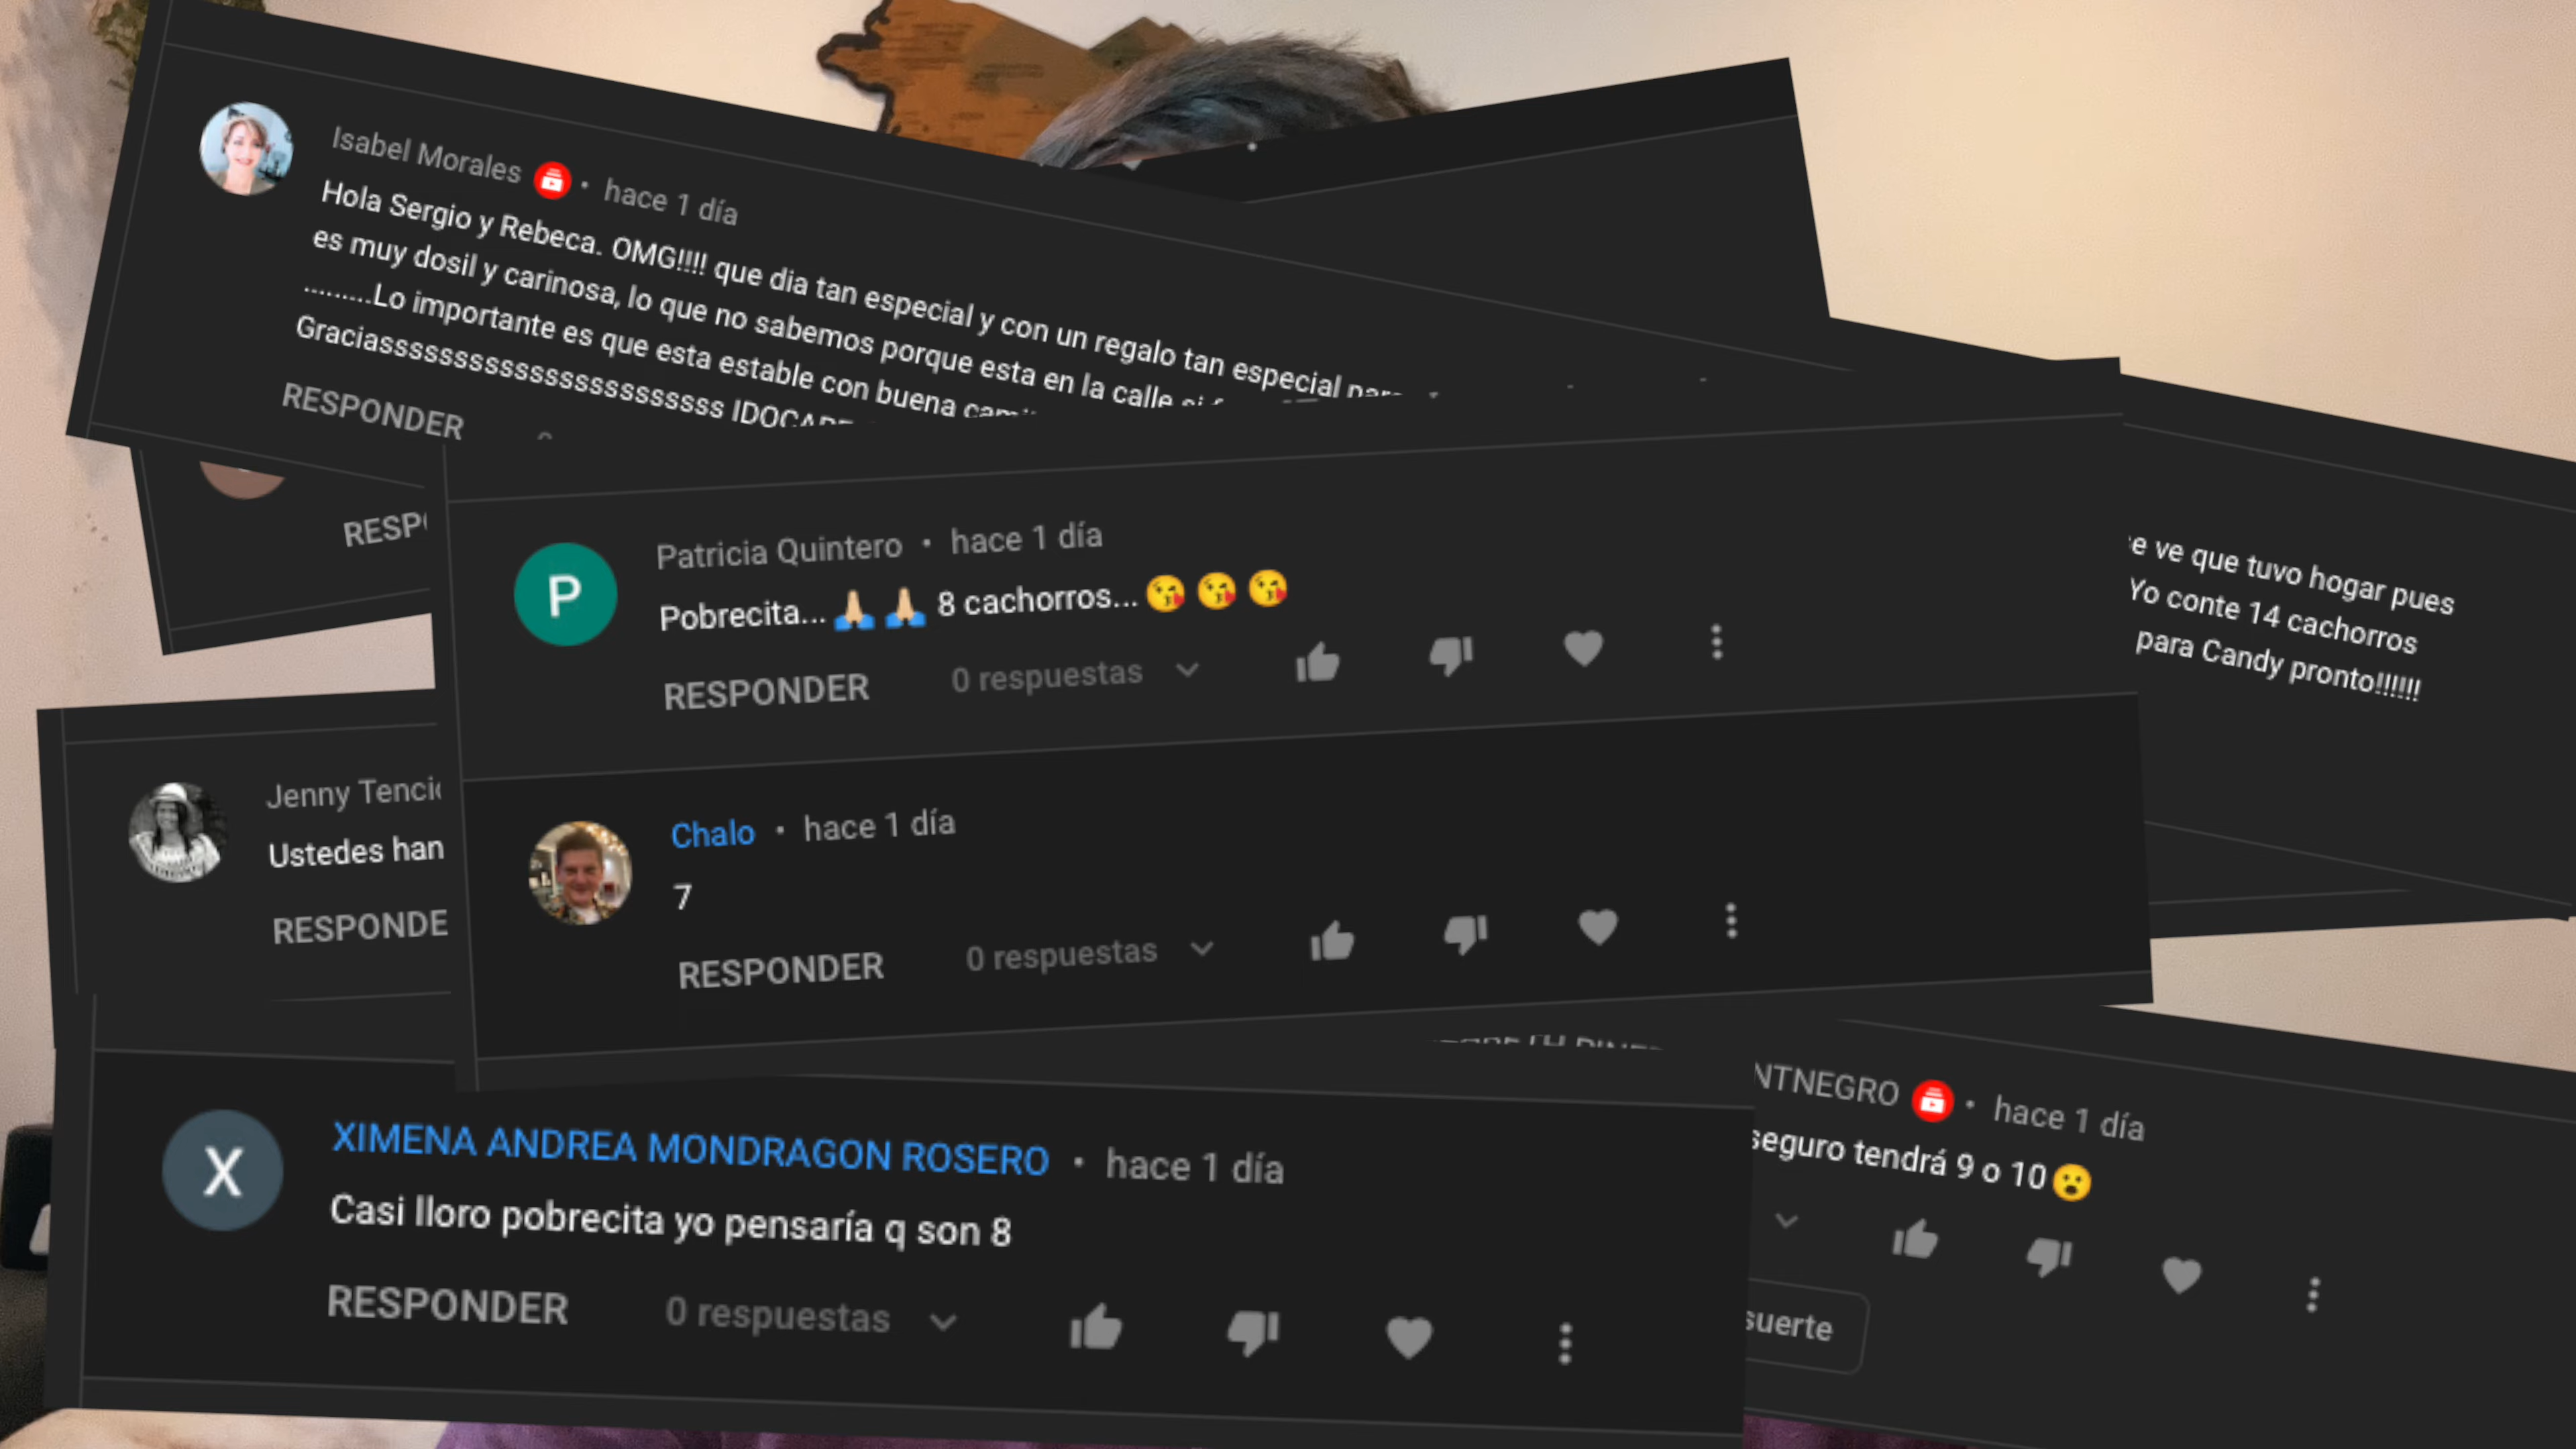 Isabel Morales • hace 1 día
Hola Sergio y Rebeca. OMG!!!! que dia tan especial y con un regalo tan especial
es muy dosil y carinosa, lo que no sabemos porque esta en la calle si
.........Lo importante es que esta estable con buena
Graciassssssssssssssssssssssss IDOCARE
RESPONDER
e ve que tuvo hogar pues
Yo conte 14 cachorros
para Candy pronto!!!!!!
RESP
Patricia Quintero • hace 1 día
Pobrecita...🙏🏼🙏🏼 8 cachorros...😘😘😘
RESPONDER 0 respuestas
Jenny Tenci
Ustedes han
RESPONDE
Chalo • hace 1 día
7
RESPONDER 0 respuestas
NTNEGRO • hace 1 día
seguro tendrá 9 o 10😮
suerte
XIMENA ANDREA MONDRAGON ROSERO • hace 1 día
Casi lloro pobrecita yo pensaría q son 8
RESPONDER 0 respuestas